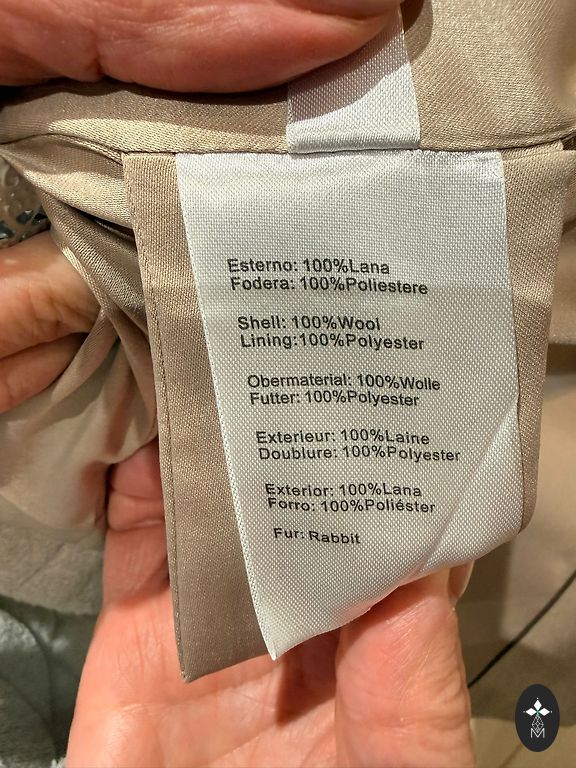 Esterno: 100%Lana
Fodera: 100%Poliestere
Shell: 100%Wool
Lining:100%Polyester
Obermaterial: 100%Wolle
Futter: 100%Polyester
Exterieur: 100%Laine
Doublure: 100%Polyester
Exterior: 100%Lana
Forro: 100%Poliéster
Fur: Rabbit
M